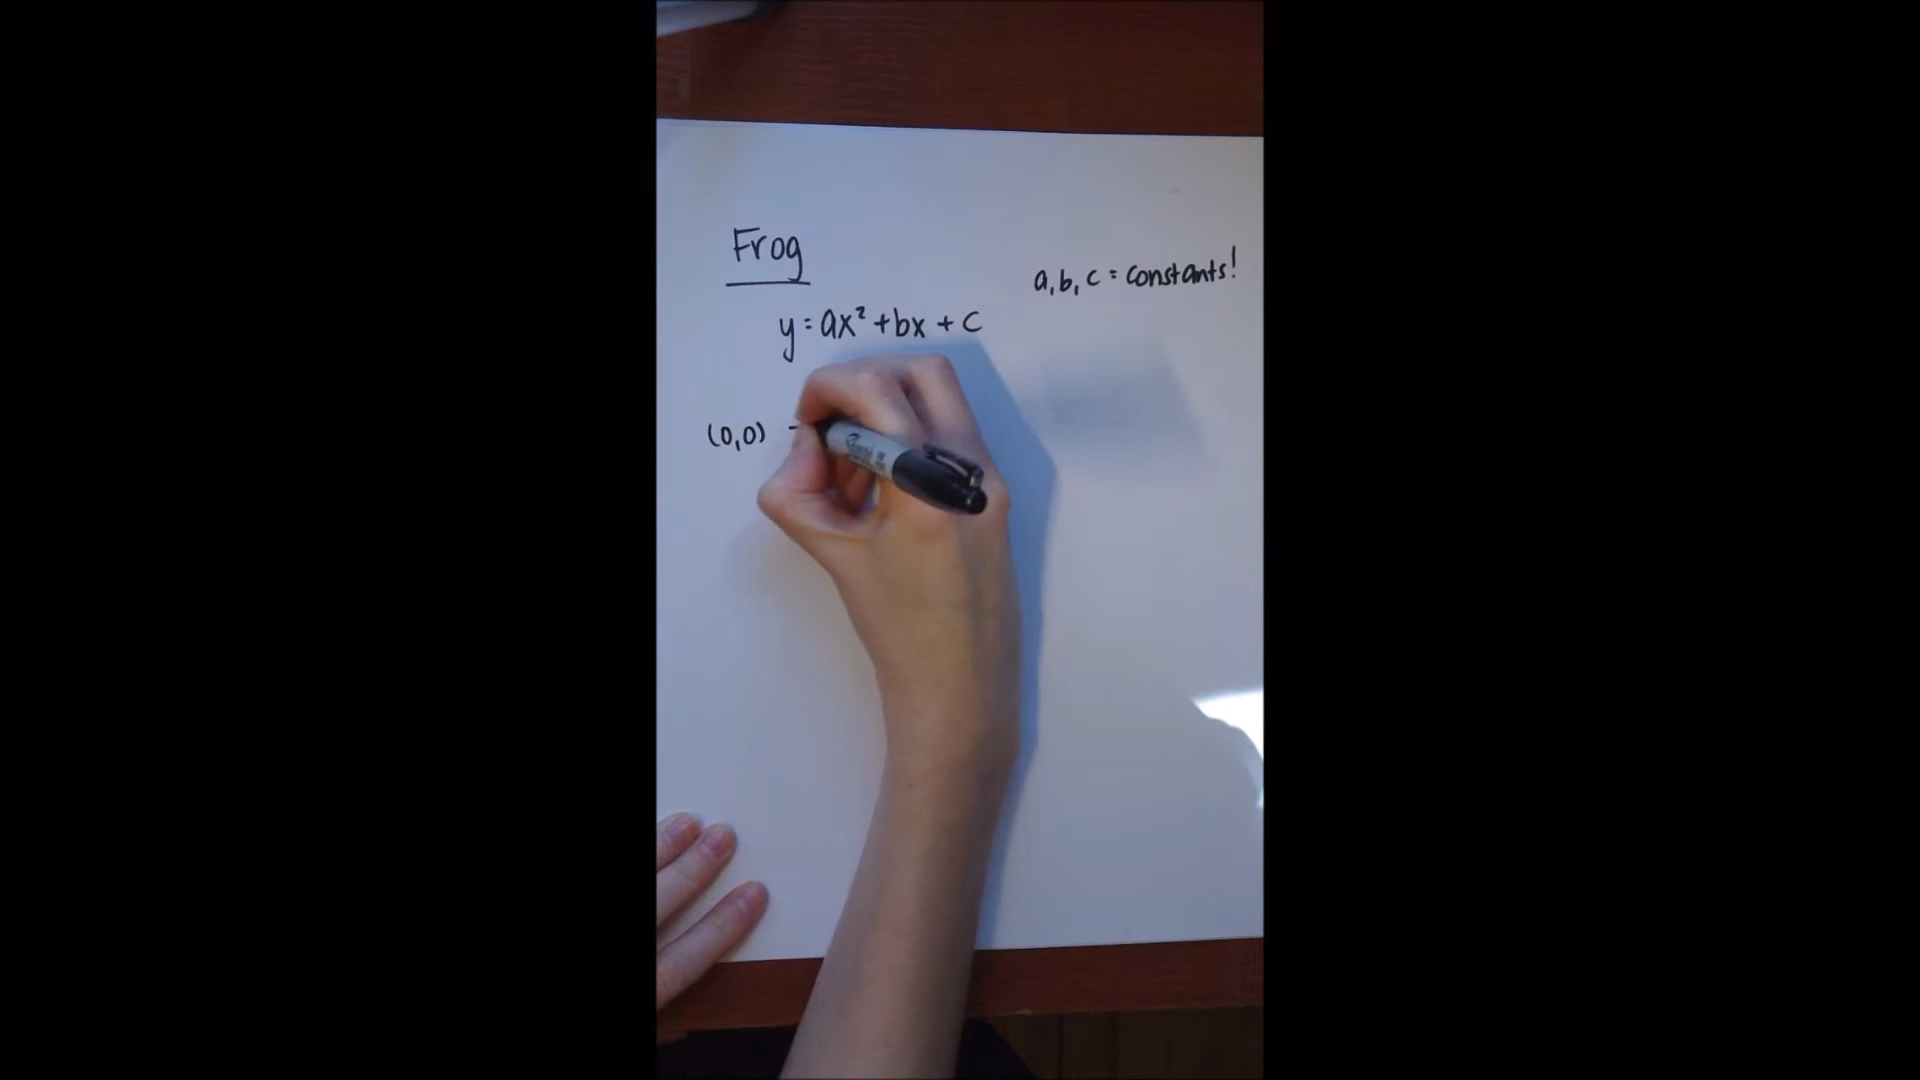 Frog
a, b, c = constants!
y = ax² + bx + c
(0,0) -